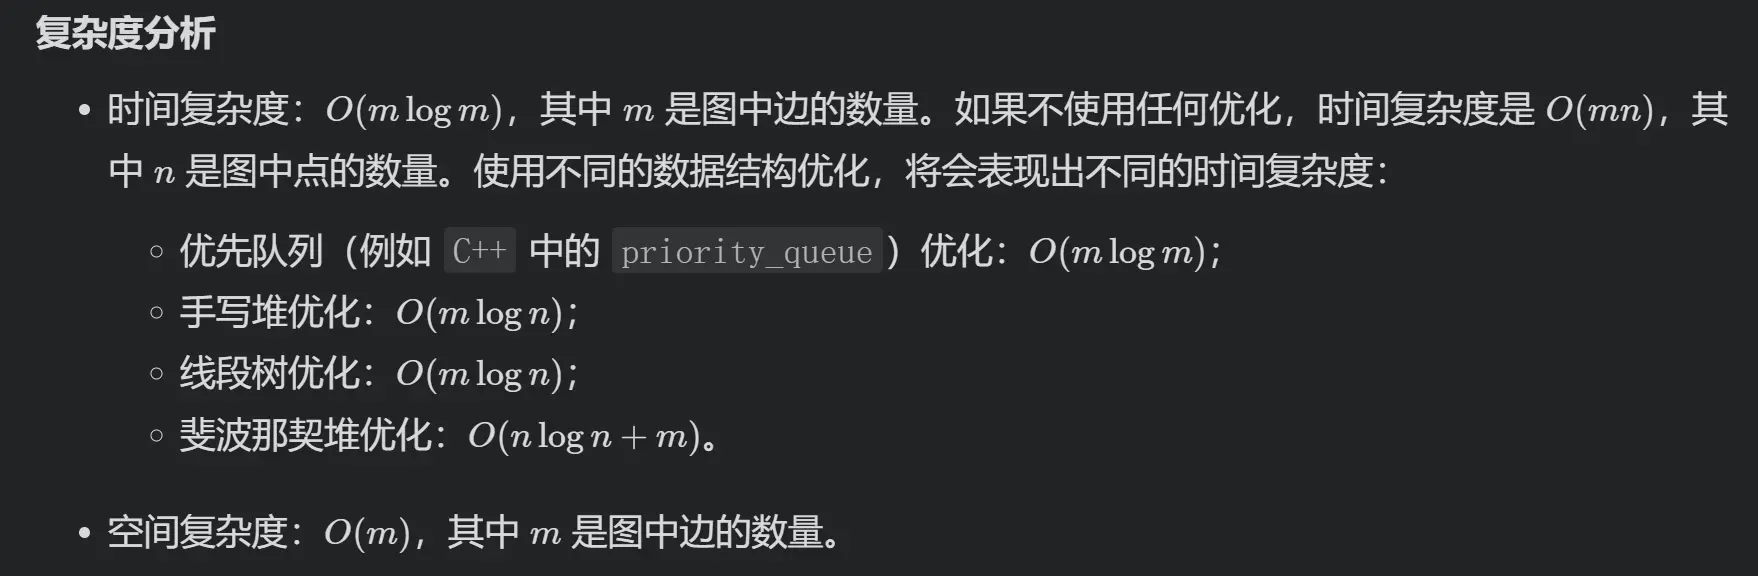 复杂度分析
• 时间复杂度：O(m log m)，其中 m 是图中边的数量。如果不使用任何优化，时间复杂度是 O(mn)，其
中 n 是图中点的数量。使用不同的数据结构优化，将会表现出不同的时间复杂度：
◦ 优先队列（例如 C++ 中的 priority_queue）优化：O(m log m)；
◦ 手写堆优化：O(m log n)；
◦ 线段树优化：O(m log n)；
◦ 斐波那契堆优化：O(n log n + m)。
• 空间复杂度：O(m)，其中 m 是图中边的数量。